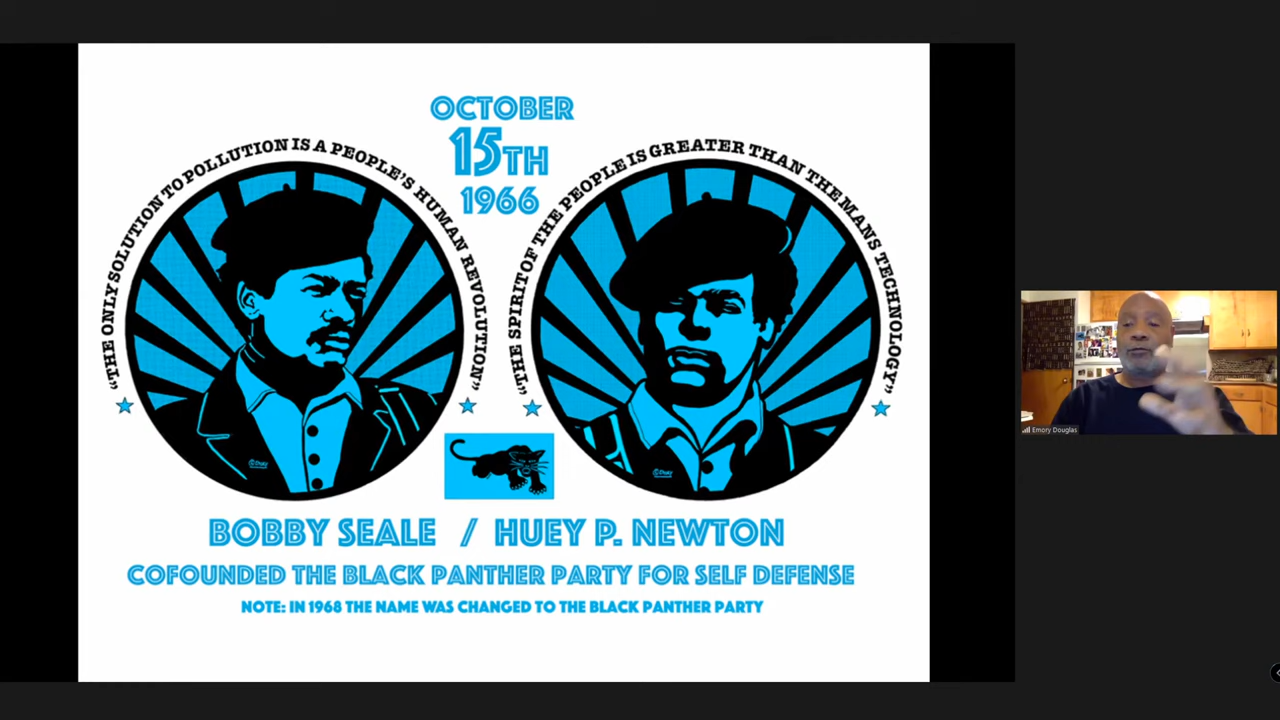 OCTOBER
15TH
1966
"THE ONLY SOLUTION TO POLLUTION IS A PEOPLE'S HUMAN REVOLUTION"
"THE SPIRIT OF THE PEOPLE IS GREATER THAN THEMANS TECHNOLOGY"
BOBBY SEALE / HUEY P. NEWTON
COFOUNDED THE BLACK PANTHER PARTY FOR SELF DEFENSE
NOTE: IN 1968 THE NAME WAS CHANGED TO THE BLACK PANTHER PARTY
Emory Douglas